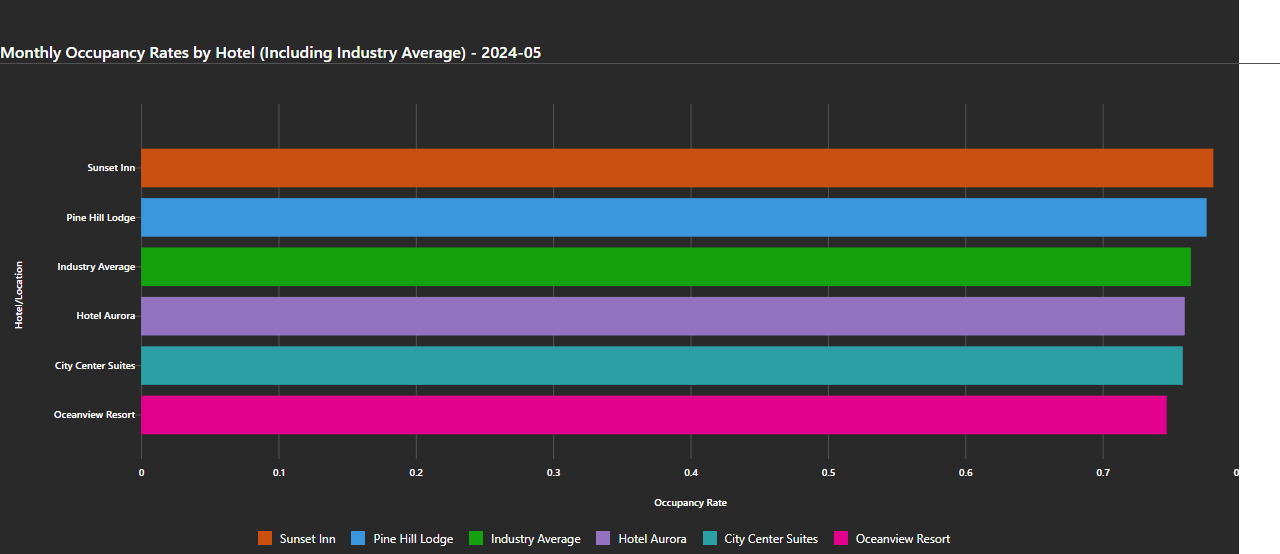 Monthly Occupancy Rates by Hotel (Including Industry Average) - 2024-05
Hotel/Location
Sunset Inn
Pine Hill Lodge
Industry Average
Hotel Aurora
City Center Suites
Oceanview Resort
0 0.1 0.2 0.3 0.4 0.5 0.6 0.7
Occupancy Rate
Sunset Inn Pine Hill Lodge Industry Average Hotel Aurora City Center Suites Oceanview Resort